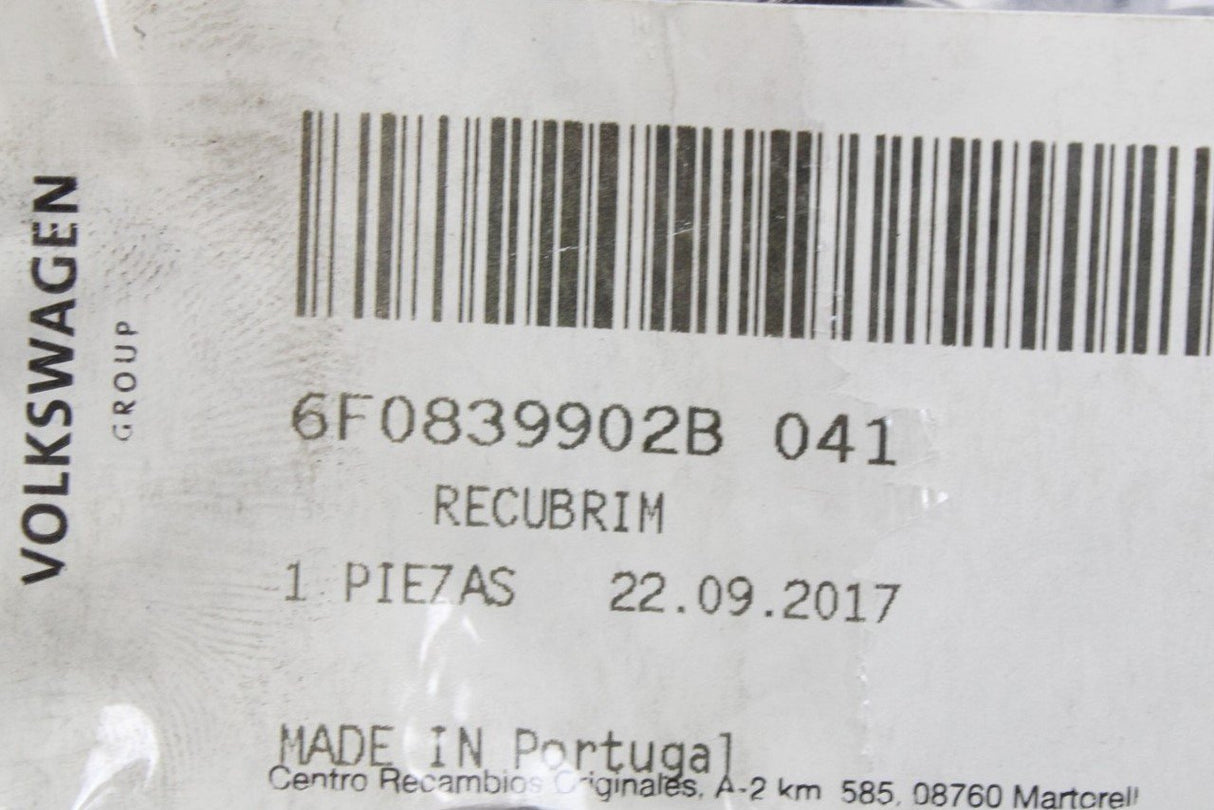 VOLKSWAGEN
GROUP
6F0839902B 041
RECUBRIM
1 PIEZAS 22.09.2017
MADE IN Portugal
Centro Recambios Originales, A-2 km 585, 08760 Martorell